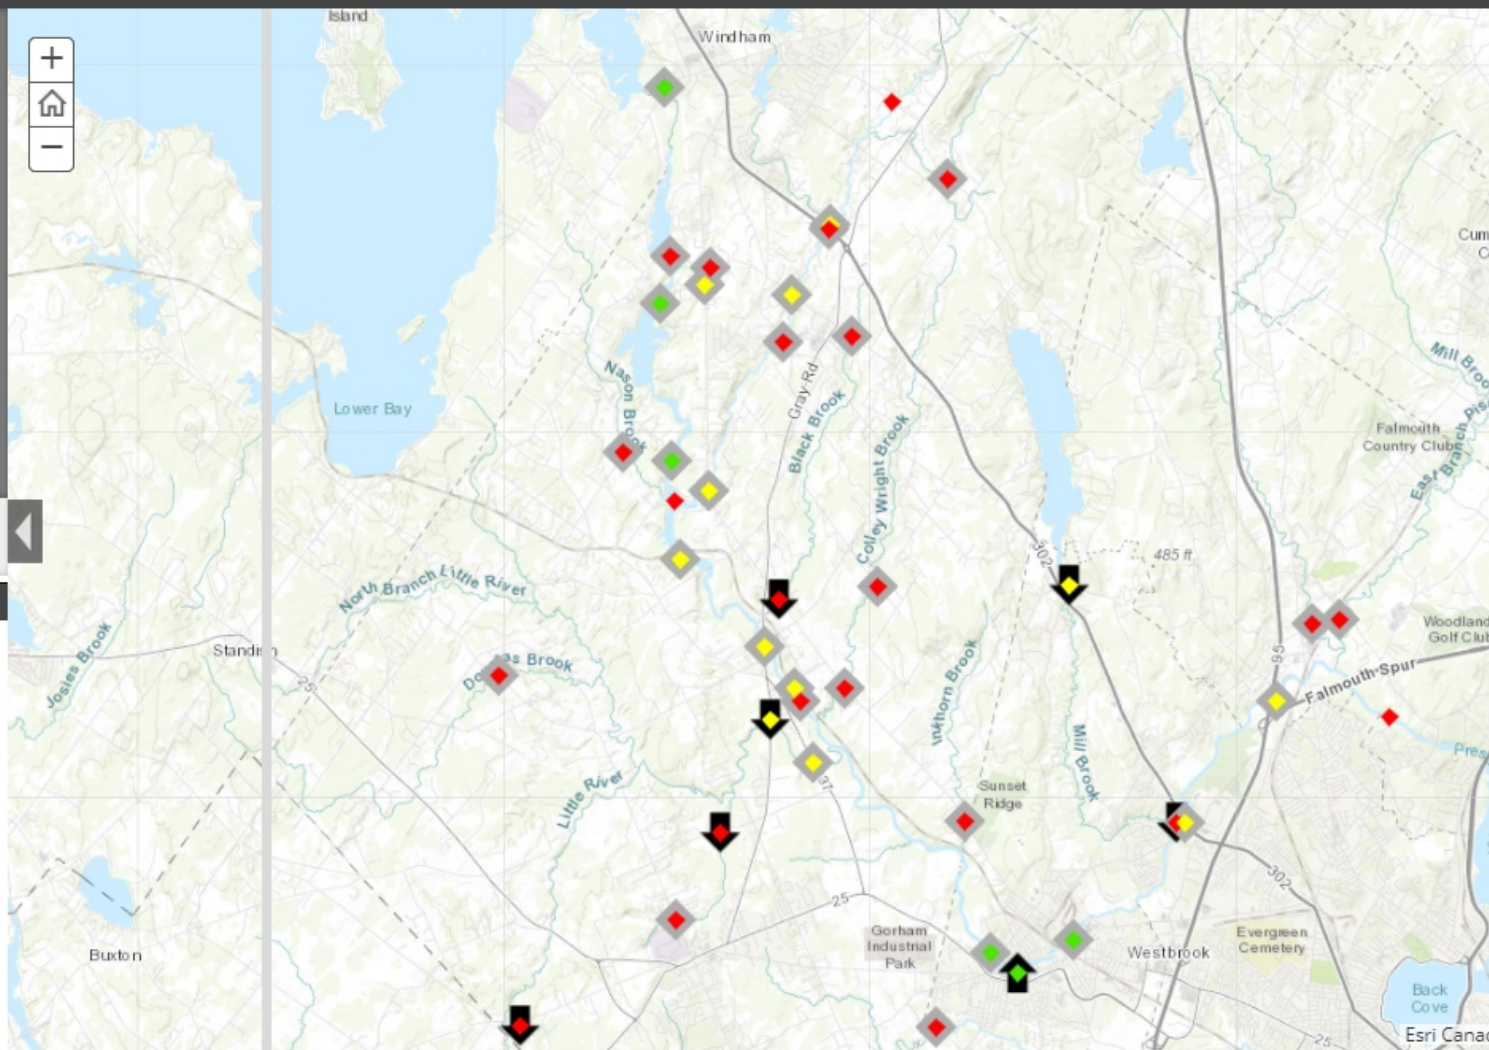 Island
Windham
+
−
Cum
C
Mill Broo
Nason Brook
Gray Rd
Lower Bay
Black Brook
Colley Wright Brook
Falmouth
Country Club
East Branch Pis
302
485 ft
North Branch Little River
Josies Brook
Standish
25
Douglas Brook
Inkhorn Brook
95
Woodland
Golf Club
Falmouth-Spur
Pres
Mill Brook
Little River
237
Sunset
Ridge
302
25
Gorham
Industrial
Park
Westbrook
Evergreen
Cemetery
Buxton
Back
Cove
25
Esri Canad